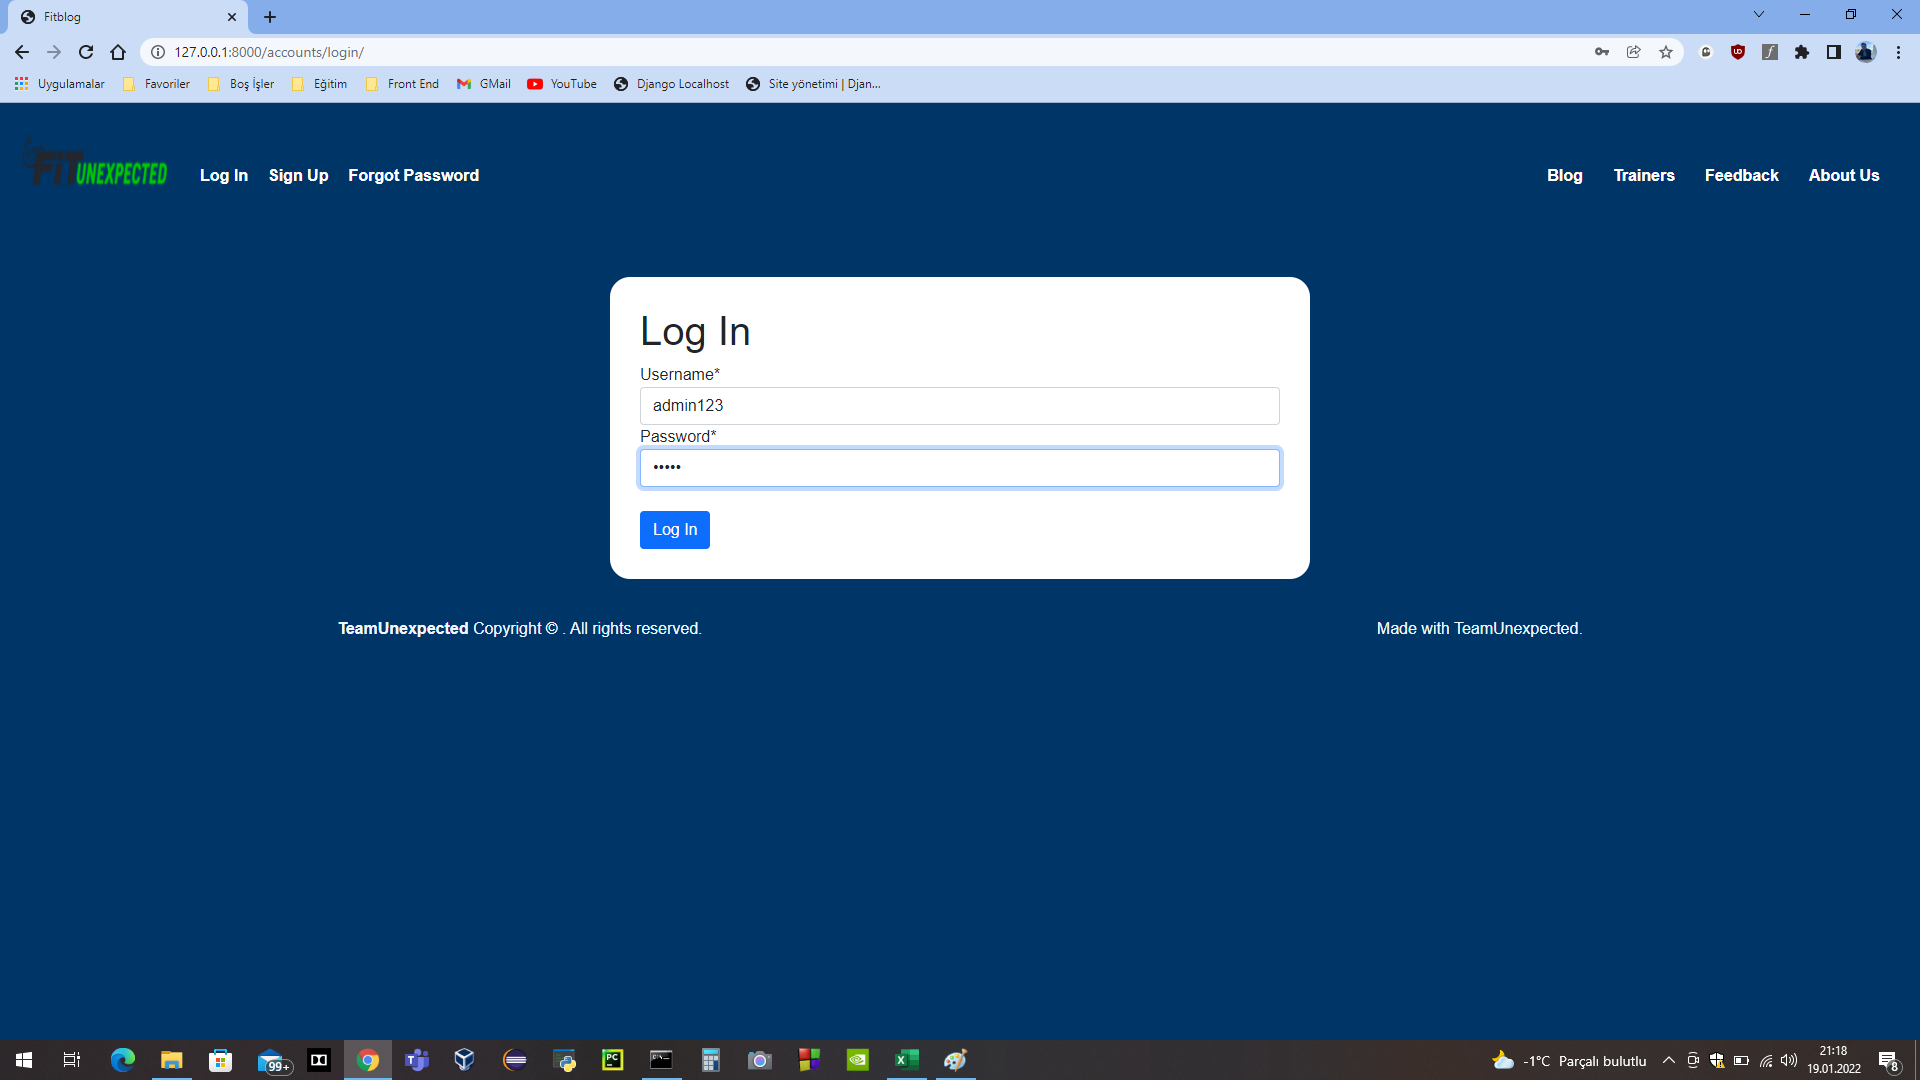 Fitblog
127.0.0.1:8000/accounts/login/
Uygulamalar Favoriler Boş İşler Eğitim Front End GMail YouTube Django Localhost Site yönetimi | Djan...
FIT UNEXPECTED Log In Sign Up Forgot Password Blog Trainers Feedback About Us
Log In
Username*
admin123
Password*
•••••
Log In
TeamUnexpected Copyright © . All rights reserved. Made with TeamUnexpected.
99+ -1°C Parçalı bulutlu 21:18
19.01.2022 8